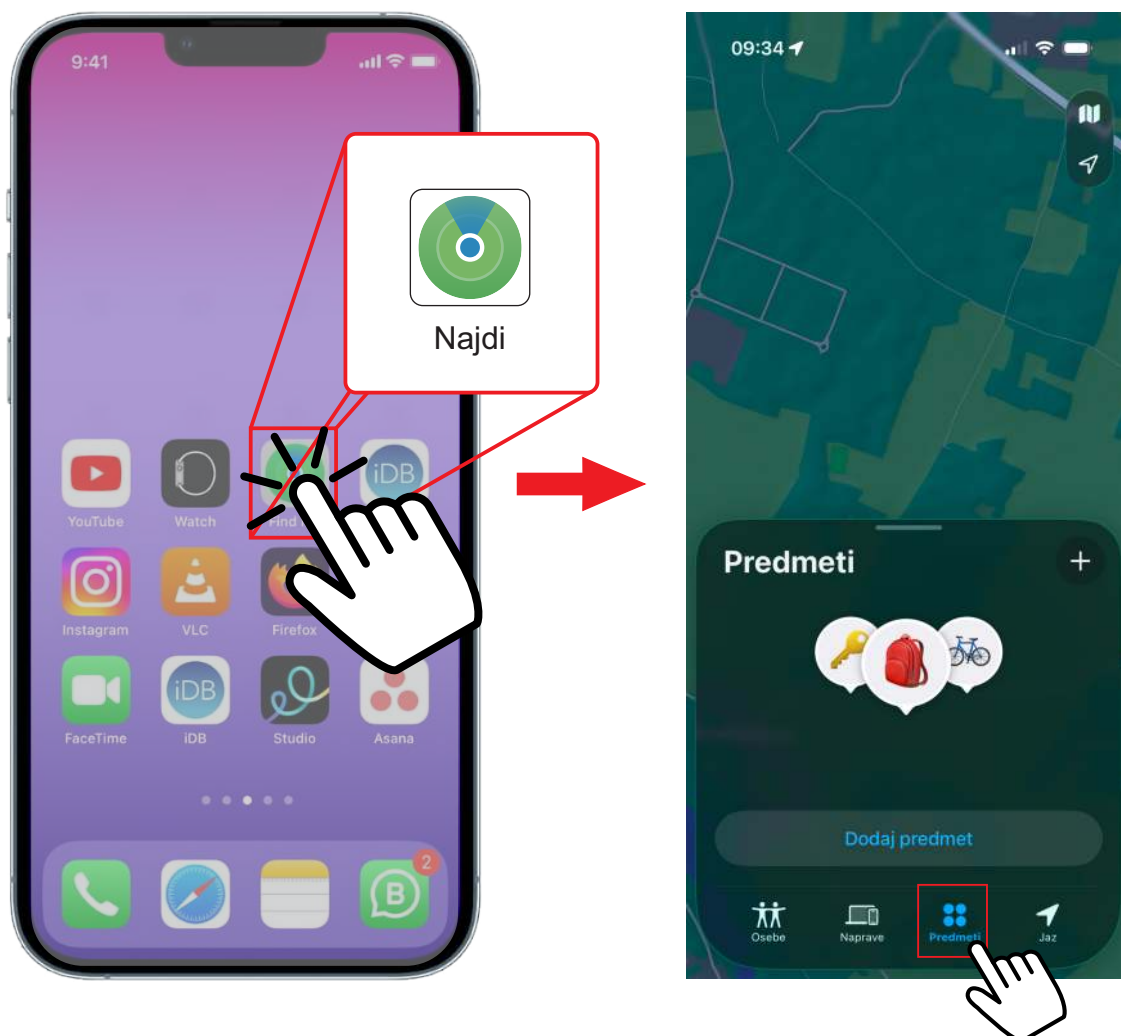 9:41
Najdi
YouTube
Watch
Find
iDB
Instagram
VLC
Firefox
iDB
FaceTime
iDB
Studio
Asana
2
B
09:34
Predmeti
Dodaj predmet
Osebe
Naprave
Predmeti
Jaz